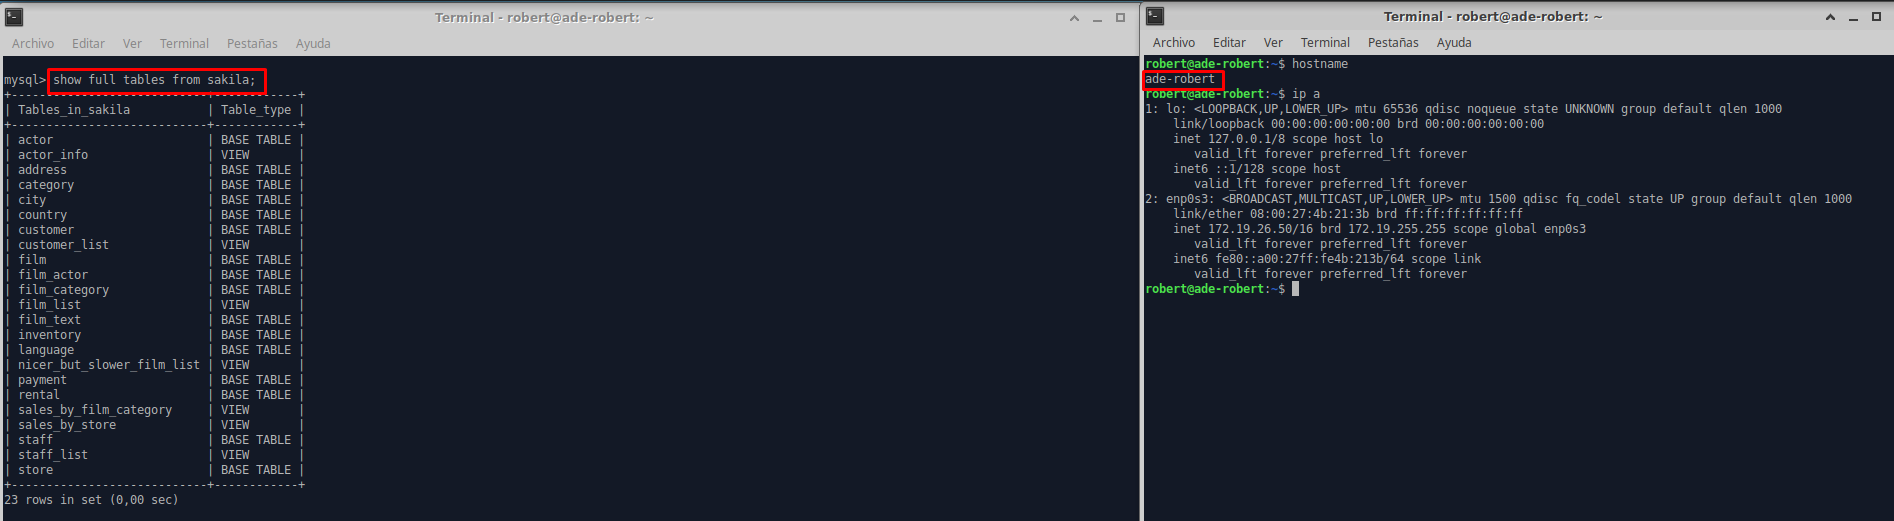 Terminal - robert@ade-robert: ~
Archivo Editar Ver Terminal Pestañas Ayuda
mysql> show full tables from sakila;
+----------------------------+------------+
| Tables_in_sakila           | Table_type |
+----------------------------+------------+
| actor                      | BASE TABLE |
| actor_info                 | VIEW       |
| address                    | BASE TABLE |
| category                   | BASE TABLE |
| city                       | BASE TABLE |
| country                    | BASE TABLE |
| customer                   | BASE TABLE |
| customer_list              | VIEW       |
| film                       | BASE TABLE |
| film_actor                 | BASE TABLE |
| film_category              | BASE TABLE |
| film_list                  | VIEW       |
| film_text                  | BASE TABLE |
| inventory                  | BASE TABLE |
| language                   | BASE TABLE |
| nicer_but_slower_film_list | VIEW       |
| payment                    | BASE TABLE |
| rental                     | BASE TABLE |
| sales_by_film_category     | VIEW       |
| sales_by_store             | VIEW       |
| staff                      | BASE TABLE |
| staff_list                 | VIEW       |
| store                      | BASE TABLE |
+----------------------------+------------+
23 rows in set (0,00 sec)
Terminal - robert@ade-robert: ~
Archivo Editar Ver Terminal Pestañas Ayuda
robert@ade-robert:~$ hostname
ade-robert
robert@ade-robert:~$ ip a
1: lo: <LOOPBACK,UP,LOWER_UP> mtu 65536 qdisc noqueue state UNKNOWN group default qlen 1000
    link/loopback 00:00:00:00:00:00 brd 00:00:00:00:00:00
    inet 127.0.0.1/8 scope host lo
       valid_lft forever preferred_lft forever
    inet6 ::1/128 scope host
       valid_lft forever preferred_lft forever
2: enp0s3: <BROADCAST,MULTICAST,UP,LOWER_UP> mtu 1500 qdisc fq_codel state UP group default qlen 1000
    link/ether 08:00:27:4b:21:3b brd ff:ff:ff:ff:ff:ff
    inet 172.19.26.50/16 brd 172.19.255.255 scope global enp0s3
       valid_lft forever preferred_lft forever
    inet6 fe80::a00:27ff:fe4b:213b/64 scope link
       valid_lft forever preferred_lft forever
robert@ade-robert:~$